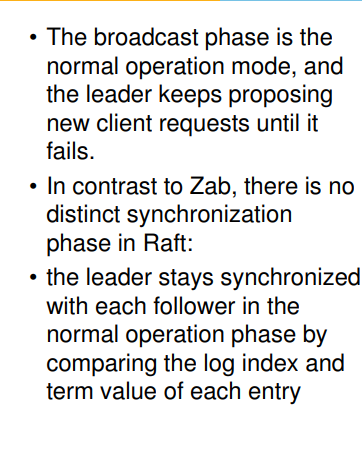 • The broadcast phase is the
normal operation mode, and
the leader keeps proposing
new client requests until it
fails.
• In contrast to Zab, there is no
distinct synchronization
phase in Raft:
• the leader stays synchronized
with each follower in the
normal operation phase by
comparing the log index and
term value of each entry